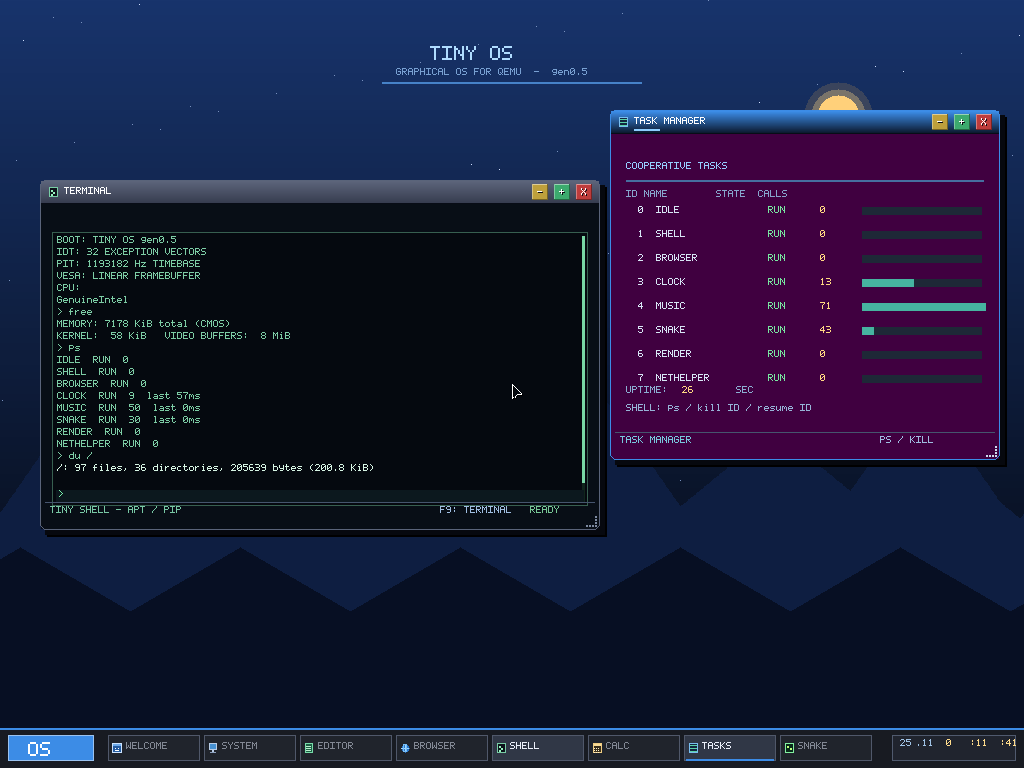 TINY OS
GRAPHICAL OS FOR QEMU – gen0.5
TERMINAL
BOOT: TINY OS gen0.5
IDT: 32 EXCEPTION VECTORS
PIT: 1193182 Hz TIMEBASE
VESA: LINEAR FRAMEBUFFER
CPU:
GenuineIntel
> free
MEMORY: 7178 KiB total (CMOS)
KERNEL: 58 KiB VIDEO BUFFERS: 8 MiB
> ps
IDLE RUN 0
SHELL RUN 0
BROWSER RUN 0
CLOCK RUN 9 last 57ms
MUSIC RUN 50 last 0ms
SNAKE RUN 30 last 0ms
RENDER RUN 0
NETHELPER RUN 0
> du /
/: 97 files, 36 directories, 205639 bytes (200.8 KiB)
>
TINY SHELL – APT / PIP F9: TERMINAL READY
TASK MANAGER
COOPERATIVE TASKS
ID NAME STATE CALLS
0 IDLE RUN 0
1 SHELL RUN 0
2 BROWSER RUN 0
3 CLOCK RUN 13
4 MUSIC RUN 71
5 SNAKE RUN 43
6 RENDER RUN 0
7 NETHELPER RUN 0
UPTIME: 26 SEC
SHELL: ps / kill ID / resume ID
TASK MANAGER PS / KILL
OS WELCOME SYSTEM EDITOR BROWSER SHELL CALC TASKS SNAKE 25 .11 0 :11 :41